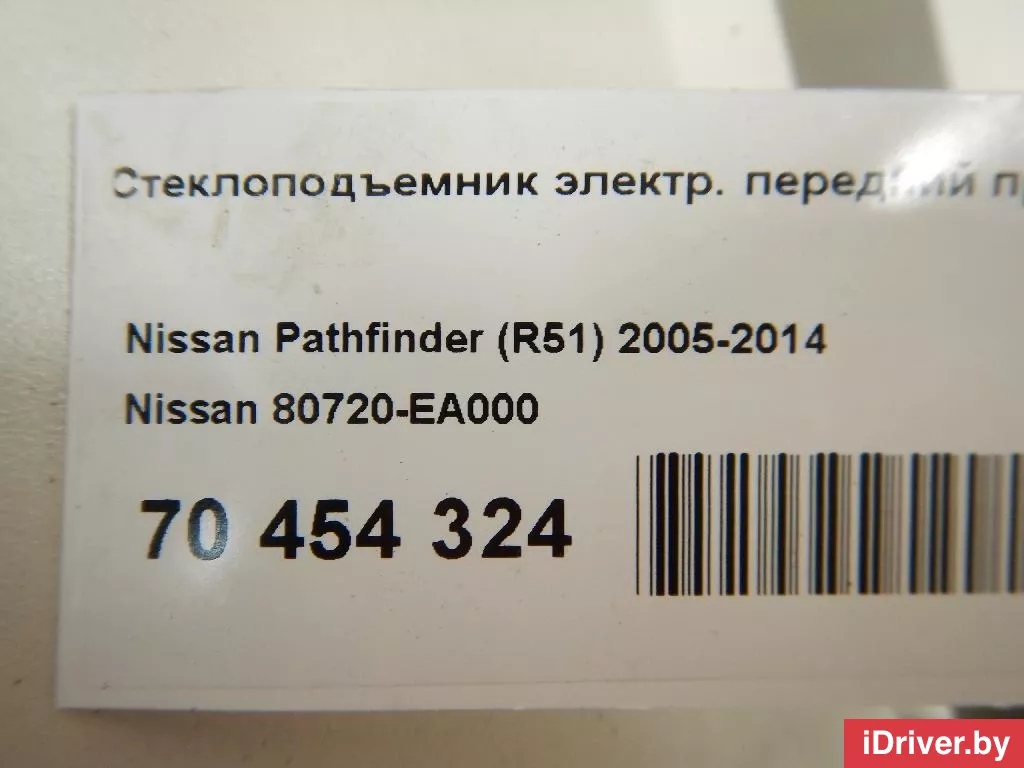 Стеклоподъемник электр. передний
Nissan Pathfinder (R51) 2005-2014
Nissan 80720-EA000
70 454 324
iDriver.by